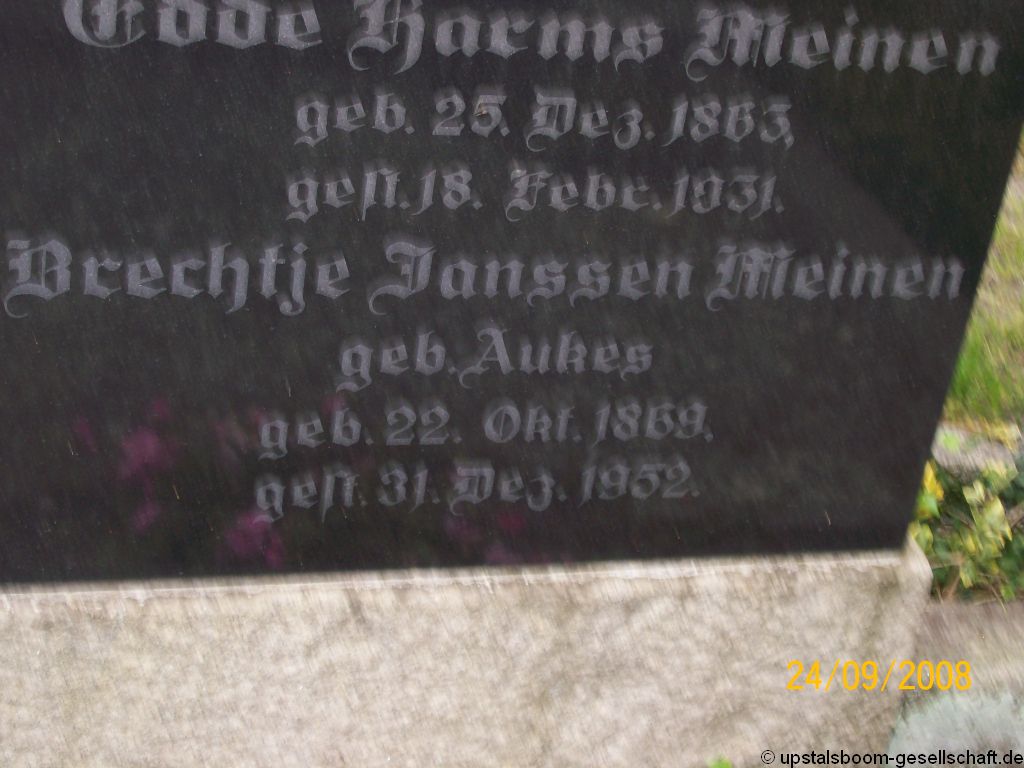 Edde Harms Meinen
geb. 25. Dez. 1863,
gest. 18. Febr. 1931.
Brechtje Janssen Meinen
geb. Aukes
geb. 22. Okt. 1869,
gest. 31. Dez. 1952.
24/09/2008
© upstalsboom-gesellschaft.de